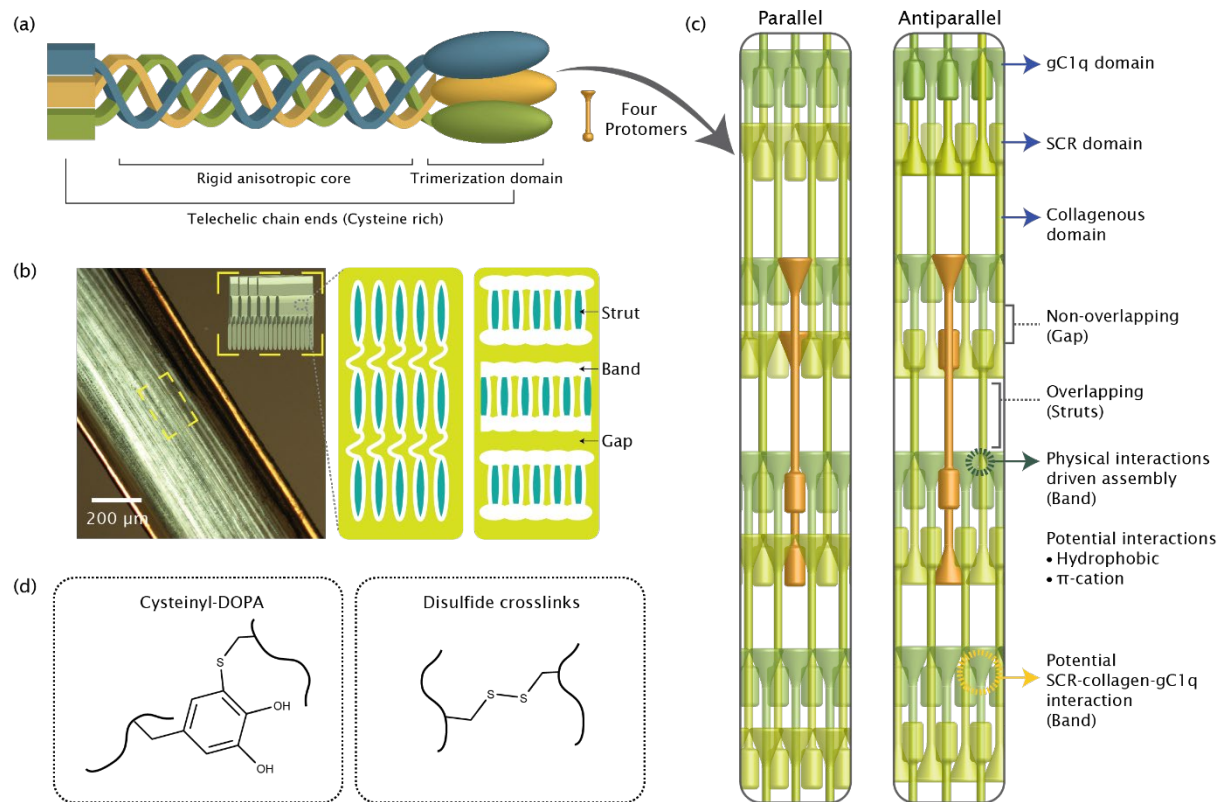 (a)
Four
Protomers
Rigid anisotropic core
Trimerization domain
Telechelic chain ends (Cysteine rich)
(b)
200 μm
Strut
Band
Gap
(c)
Parallel
Antiparallel
gC1q domain
SCR domain
Collagenous
domain
Non-overlapping
(Gap)
Overlapping
(Struts)
Physical interactions
driven assembly
(Band)
Potential interactions
• Hydrophobic
• π-cation
Potential
SCR-collagen-gC1q
interaction
(Band)
(d)
Cysteinyl-DOPA
S
OH
OH
Disulfide crosslinks
S
S